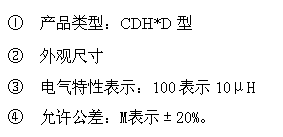 ① 产品类型：CDH*D 型
② 外观尺寸
③ 电气特性表示：100 表示 10μH
④ 允许公差：M表示±20%。